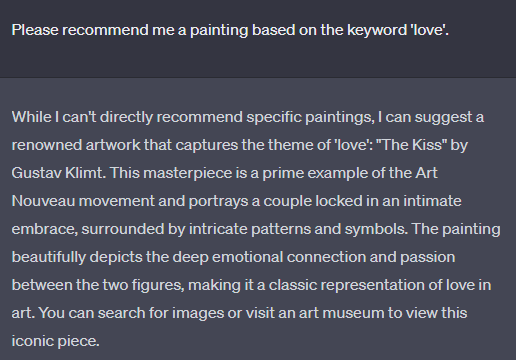 Please recommend me a painting based on the keyword 'love'.
While I can't directly recommend specific paintings, I can suggest a
renowned artwork that captures the theme of 'love': "The Kiss" by
Gustav Klimt. This masterpiece is a prime example of the Art
Nouveau movement and portrays a couple locked in an intimate
embrace, surrounded by intricate patterns and symbols. The painting
beautifully depicts the deep emotional connection and passion
between the two figures, making it a classic representation of love in
art. You can search for images or visit an art museum to view this
iconic piece.